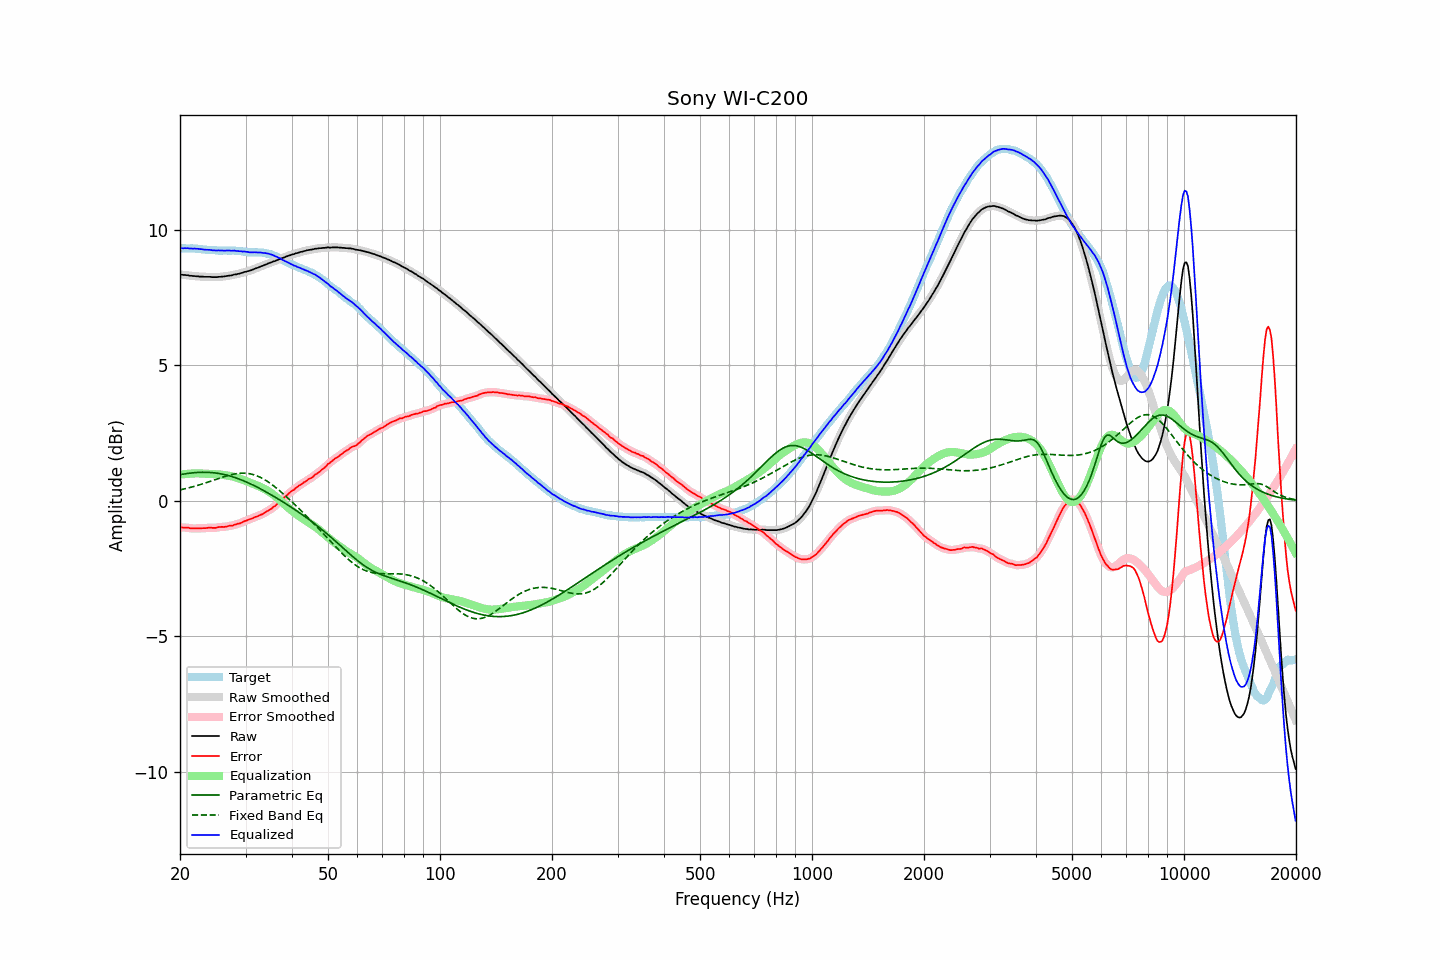 Sony WI-C200
Amplitude (dBr)
10
5
0
−5
−10
Target
Raw Smoothed
Error Smoothed
Raw
Error
Equalization
Parametric Eq
Fixed Band Eq
Equalized
20 50 100 200 500 1000 2000 5000 10000 20000
Frequency (Hz)